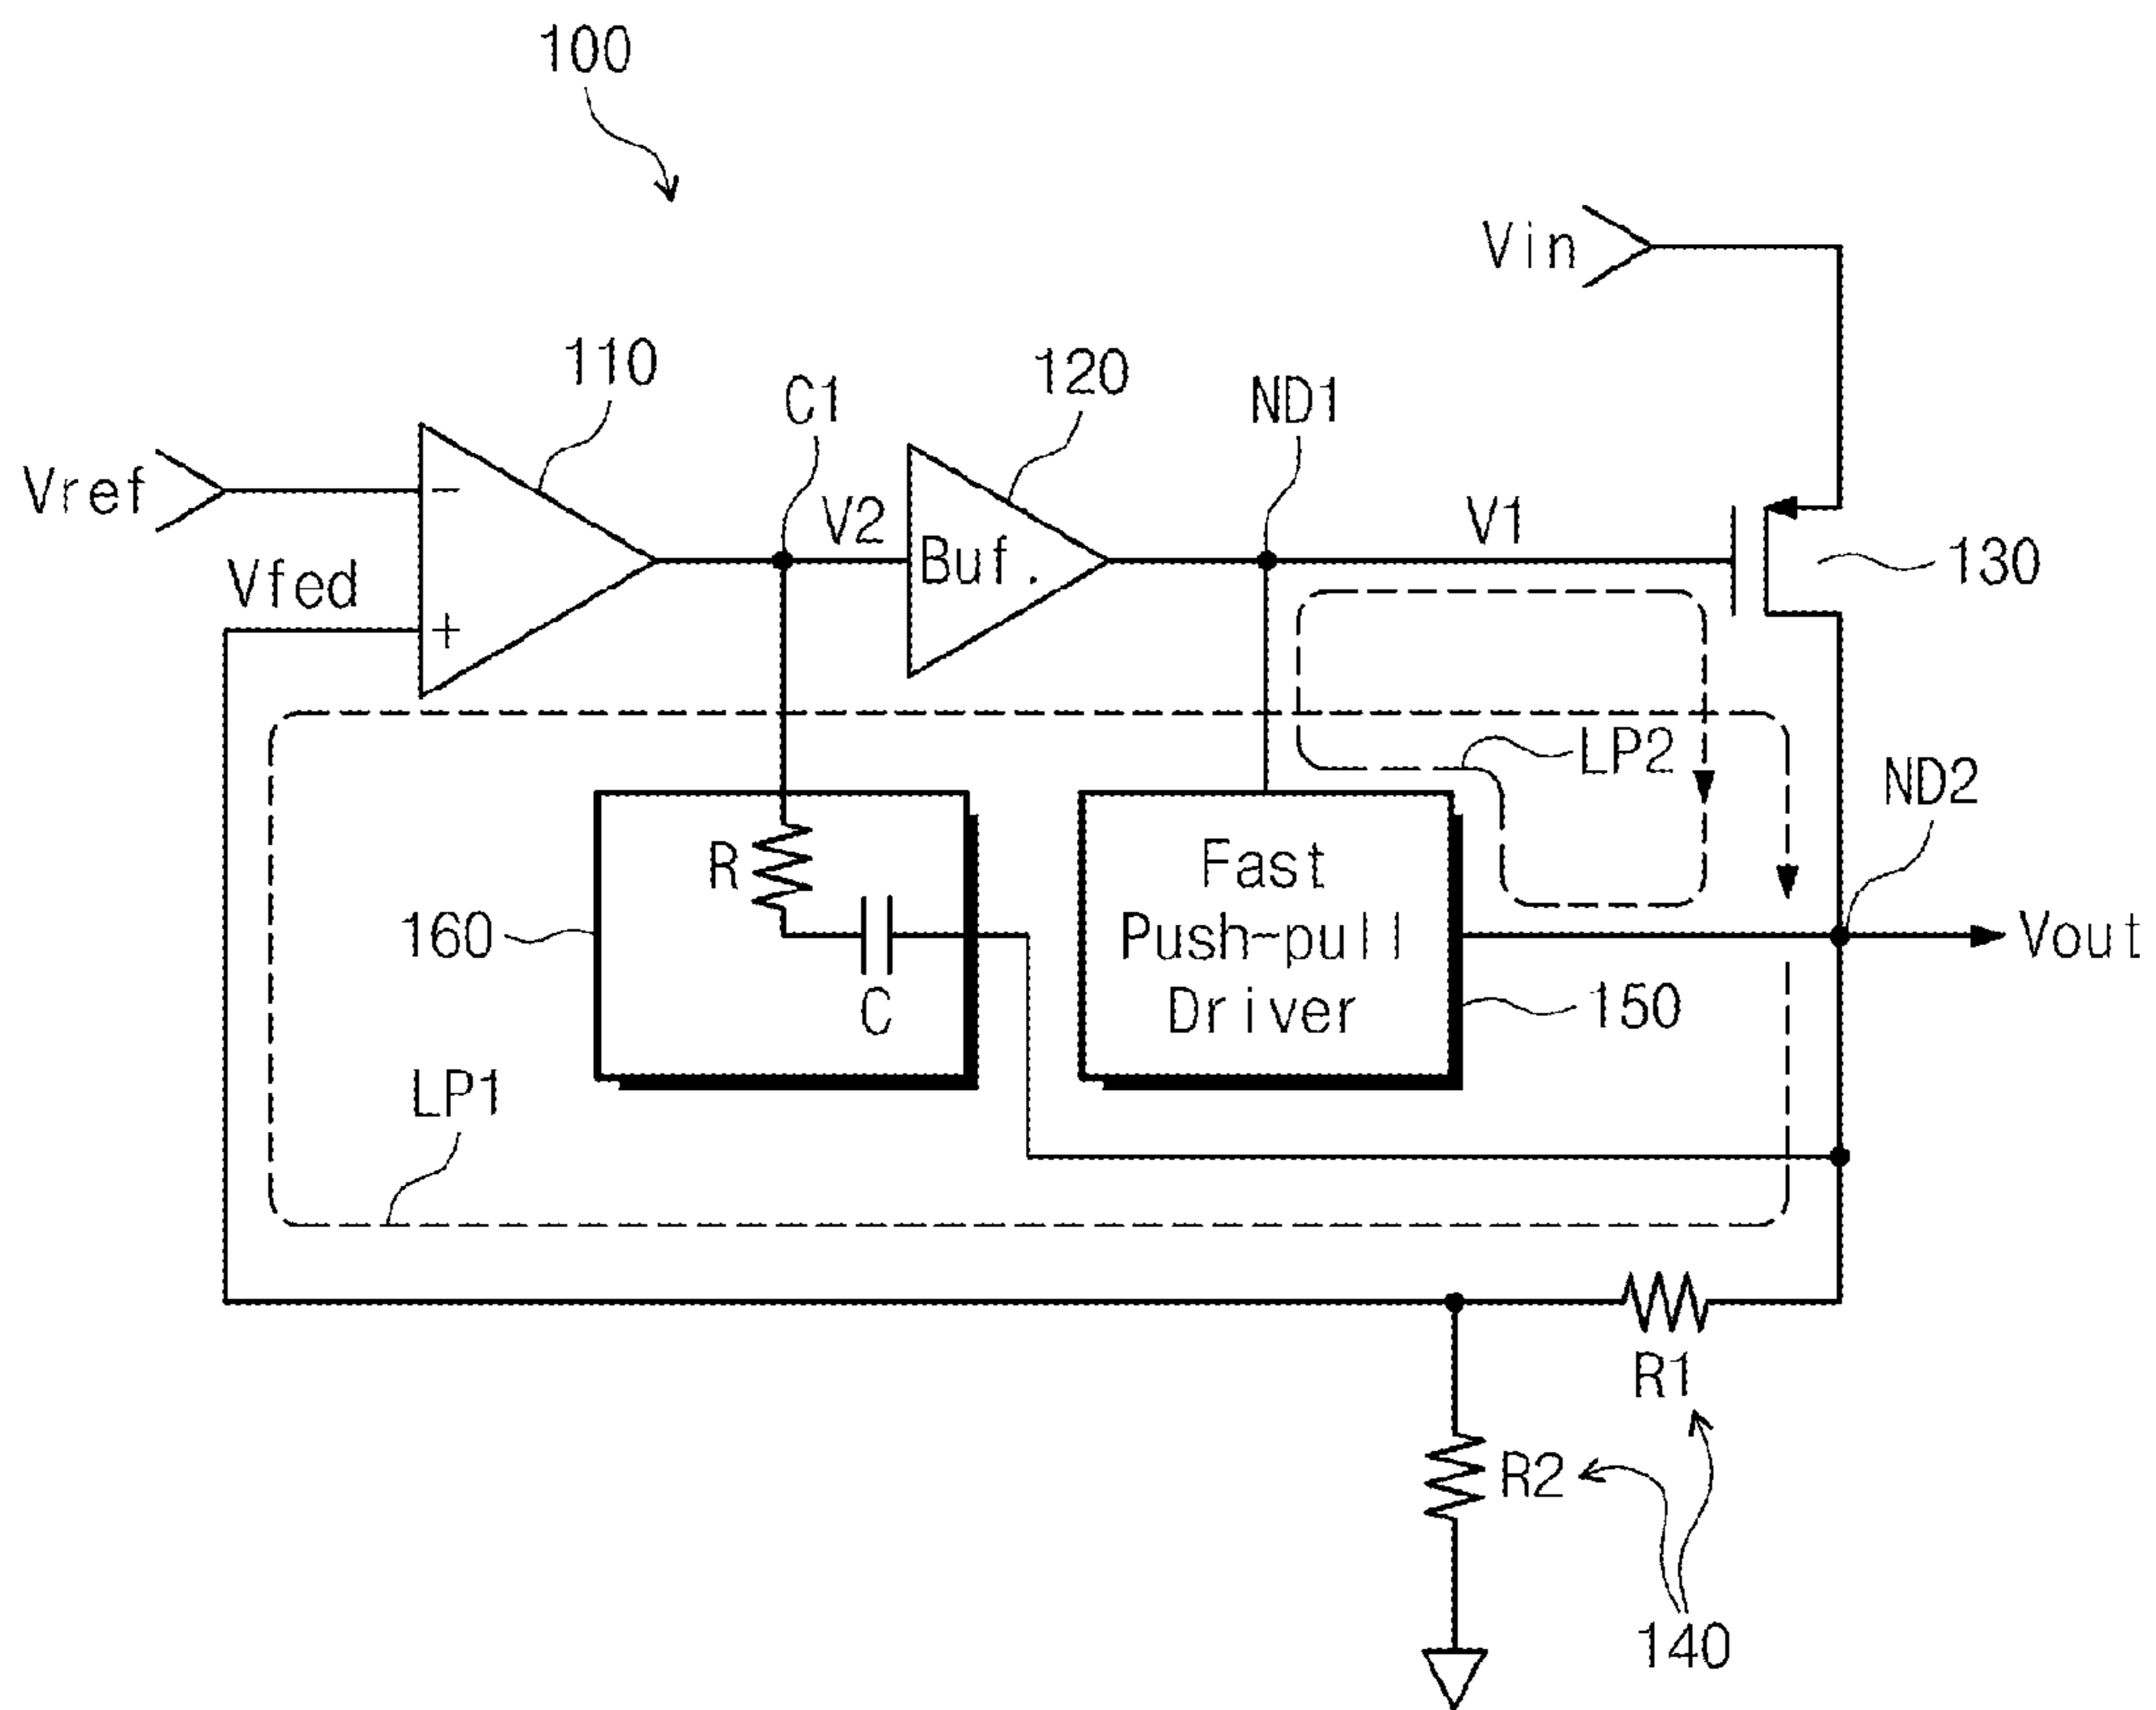 100
Vin
110
120
C1
ND1
Vref
−
V2
V1
Buf.
130
Vfed
+
LP2
ND2
R
Fast
Push-pull
Driver
160
C
Vout
150
LP1
R1
R2
140